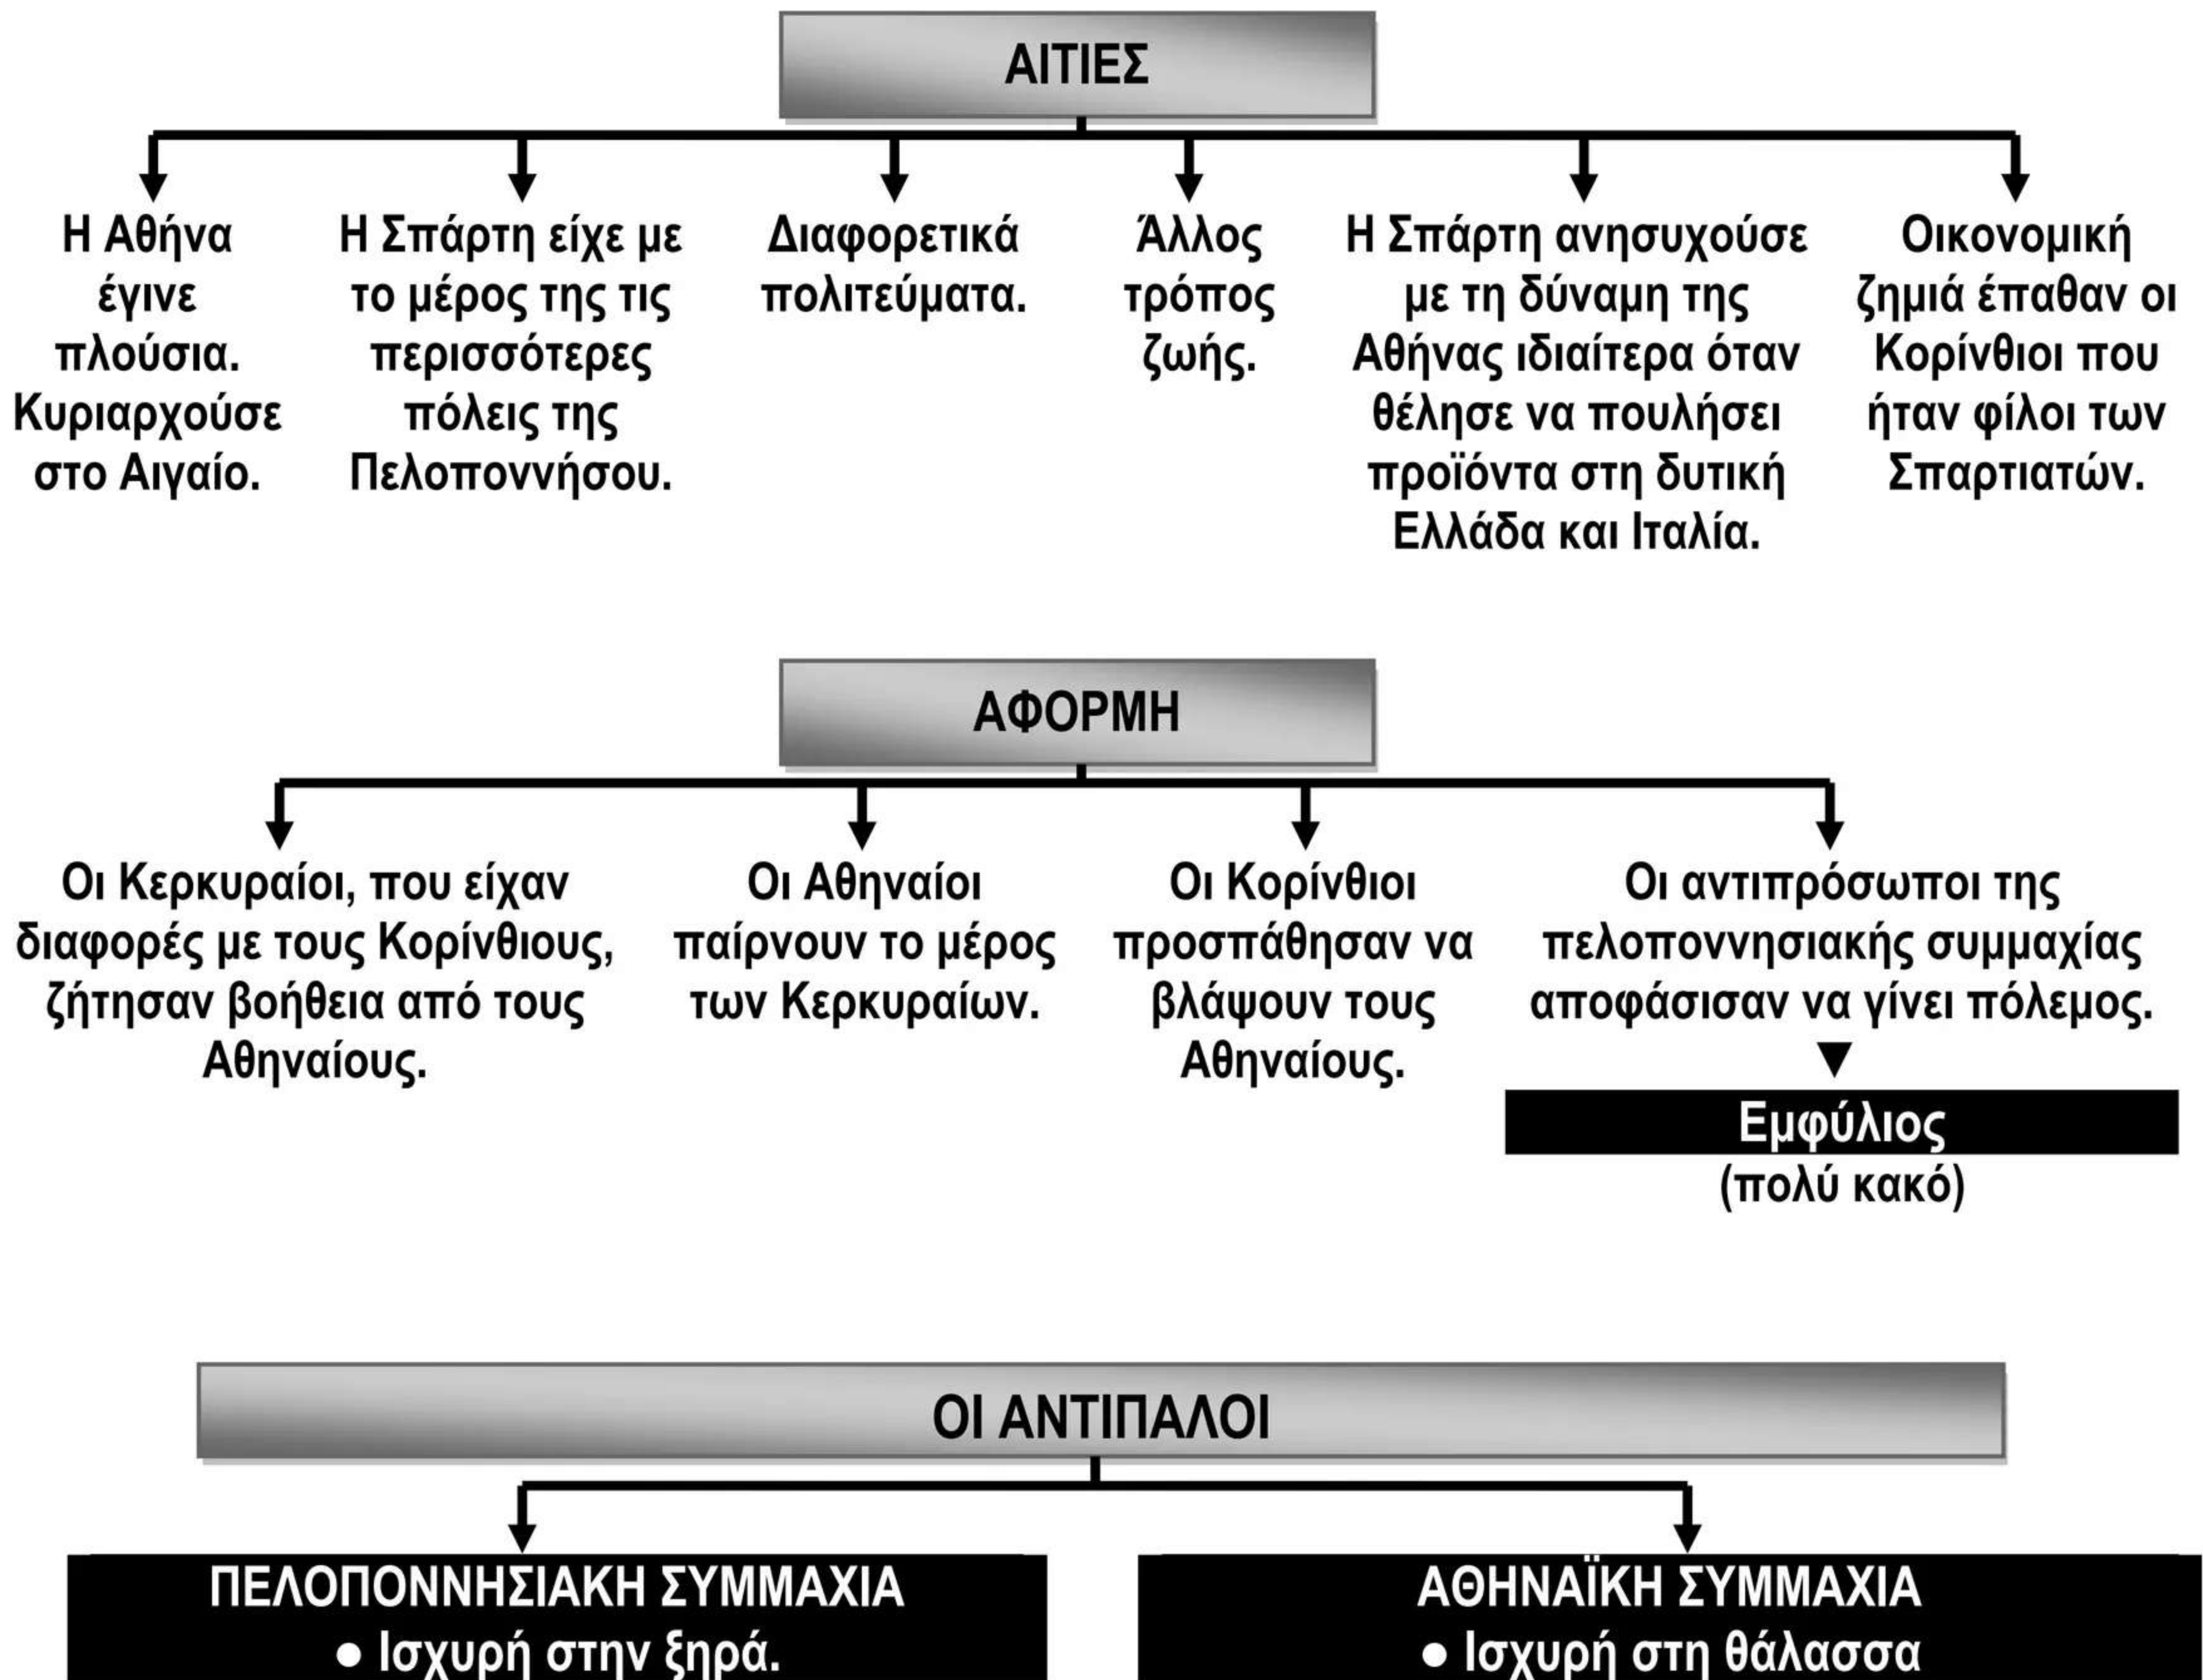 ΑΙΤΙΕΣ
Η Αθήνα
έγινε
πλούσια.
Κυριαρχούσε
στο Αιγαίο.
Η Σπάρτη είχε με
το μέρος της τις
περισσότερες
πόλεις της
Πελοποννήσου.
Διαφορετικά
πολιτεύματα.
Άλλος
τρόπος
ζωής.
Η Σπάρτη ανησυχούσε
με τη δύναμη της
Αθήνας ιδιαίτερα όταν
θέλησε να πουλήσει
προϊόντα στη δυτική
Ελλάδα και Ιταλία.
Οικονομική
ζημιά έπαθαν οι
Κορίνθιοι που
ήταν φίλοι των
Σπαρτιατών.
ΑΦΟΡΜΗ
Οι Κερκυραίοι, που είχαν
διαφορές με τους Κορίνθιους,
ζήτησαν βοήθεια από τους
Αθηναίους.
Οι Αθηναίοι
παίρνουν το μέρος
των Κερκυραίων.
Οι Κορίνθιοι
προσπάθησαν να
βλάψουν τους
Αθηναίους.
Οι αντιπρόσωποι της
πελοποννησιακής συμμαχίας
αποφάσισαν να γίνει πόλεμος.
Εμφύλιος
(πολύ κακό)
ΟΙ ΑΝΤΙΠΑΛΟΙ
ΠΕΛΟΠΟΝΝΗΣΙΑΚΗ ΣΥΜΜΑΧΙΑ
● Ισχυρή στην ξηρά.
ΑΘΗΝΑΪΚΗ ΣΥΜΜΑΧΙΑ
● Ισχυρή στη θάλασσα